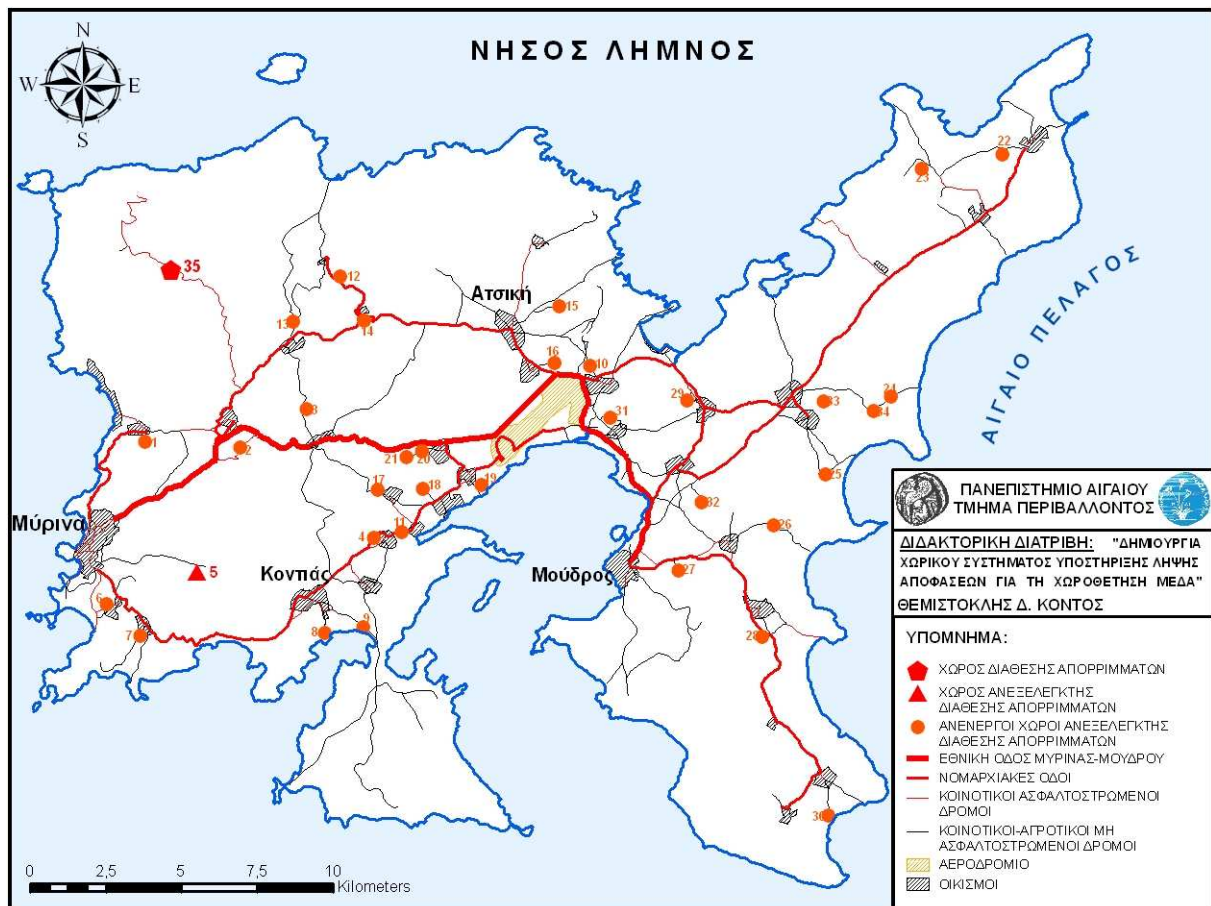 ΝΗΣΟΣ ΛΗΜΝΟΣ
N
W E
S
22
23
35
12
Ατσική
15
13
14
16
10
ΑΙΓΑΙΟ ΠΕΛΑΓΟΣ
29
24
3
31
33
34
1
2
21
20
25
17
18
19
32
Μύρινα
11
4
26
5
Κοντιάς
Μούδρος
27
6
9
7
8
28
30
0 2,5 5 10
Kilometers
ΠΑΝΕΠΙΣΤΗΜΙΟ ΑΙΓΑΙΟΥ
ΤΜΗΜΑ ΠΕΡΙΒΑΛΛΟΝΤΟΣ
ΔΙΔΑΚΤΟΡΙΚΗ ΔΙΑΤΡΙΒΗ: "ΔΗΜΙΟΥΡΓΙΑ
ΧΩΡΙΚΟΥ ΣΥΣΤΗΜΑΤΟΣ ΥΠΟΣΤΗΡΙΞΗΣ ΛΗΨΗΣ
ΑΠΟΦΑΣΕΩΝ ΓΙΑ ΤΗ ΧΩΡΟΘΕΤΗΣΗ ΜΕΔΑ"
ΘΕΜΙΣΤΟΚΛΗΣ Δ. ΚΟΝΤΟΣ
ΥΠΟΜΝΗΜΑ:
ΧΩΡΟΣ ΔΙΑΘΕΣΗΣ ΑΠΟΡΡΙΜΜΑΤΩΝ
ΧΩΡΟΣ ΑΝΕΞΕΛΕΓΚΤΗΣ
ΔΙΑΘΕΣΗΣ ΑΠΟΡΡΙΜΜΑΤΩΝ
ΑΝΕΝΕΡΓΟΙ ΧΩΡΟΙ ΑΝΕΞΕΛΕΓΚΤΗΣ
ΔΙΑΘΕΣΗΣ ΑΠΟΡΡΙΜΜΑΤΩΝ
ΕΘΝΙΚΗ ΟΔΟΣ ΜΥΡΙΝΑΣ-ΜΟΥΔΡΟΥ
ΝΟΜΑΡΧΙΑΚΕΣ ΟΔΟΙ
ΚΟΙΝΟΤΙΚΟΙ ΑΣΦΑΛΤΟΣΤΡΩΜΕΝΟΙ
ΔΡΟΜΟΙ
ΚΟΙΝΟΤΙΚΟΙ-ΑΓΡΟΤΙΚΟΙ ΜΗ
ΑΣΦΑΛΤΟΣΤΡΩΜΕΝΟΙ ΔΡΟΜΟΙ
ΑΕΡΟΔΡΟΜΙΟ
ΟΙΚΙΣΜΟΙ